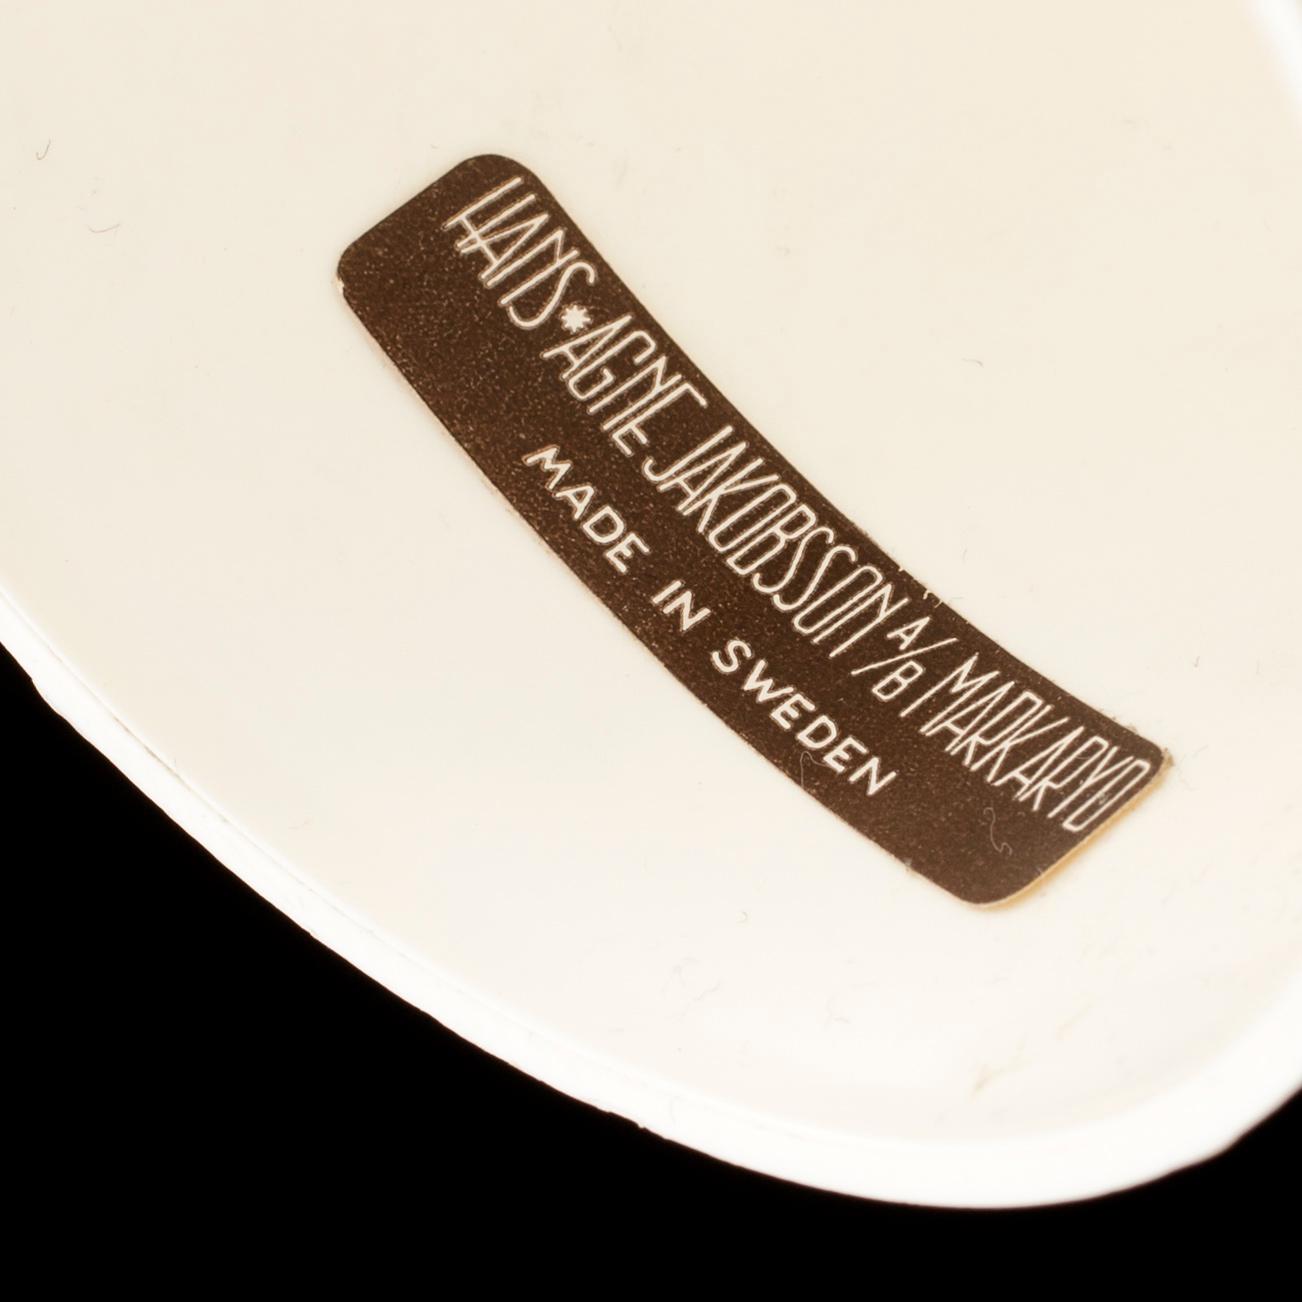 HANS*AGNE JAKOBSSON A/B MARKARYD
MADE IN SWEDEN